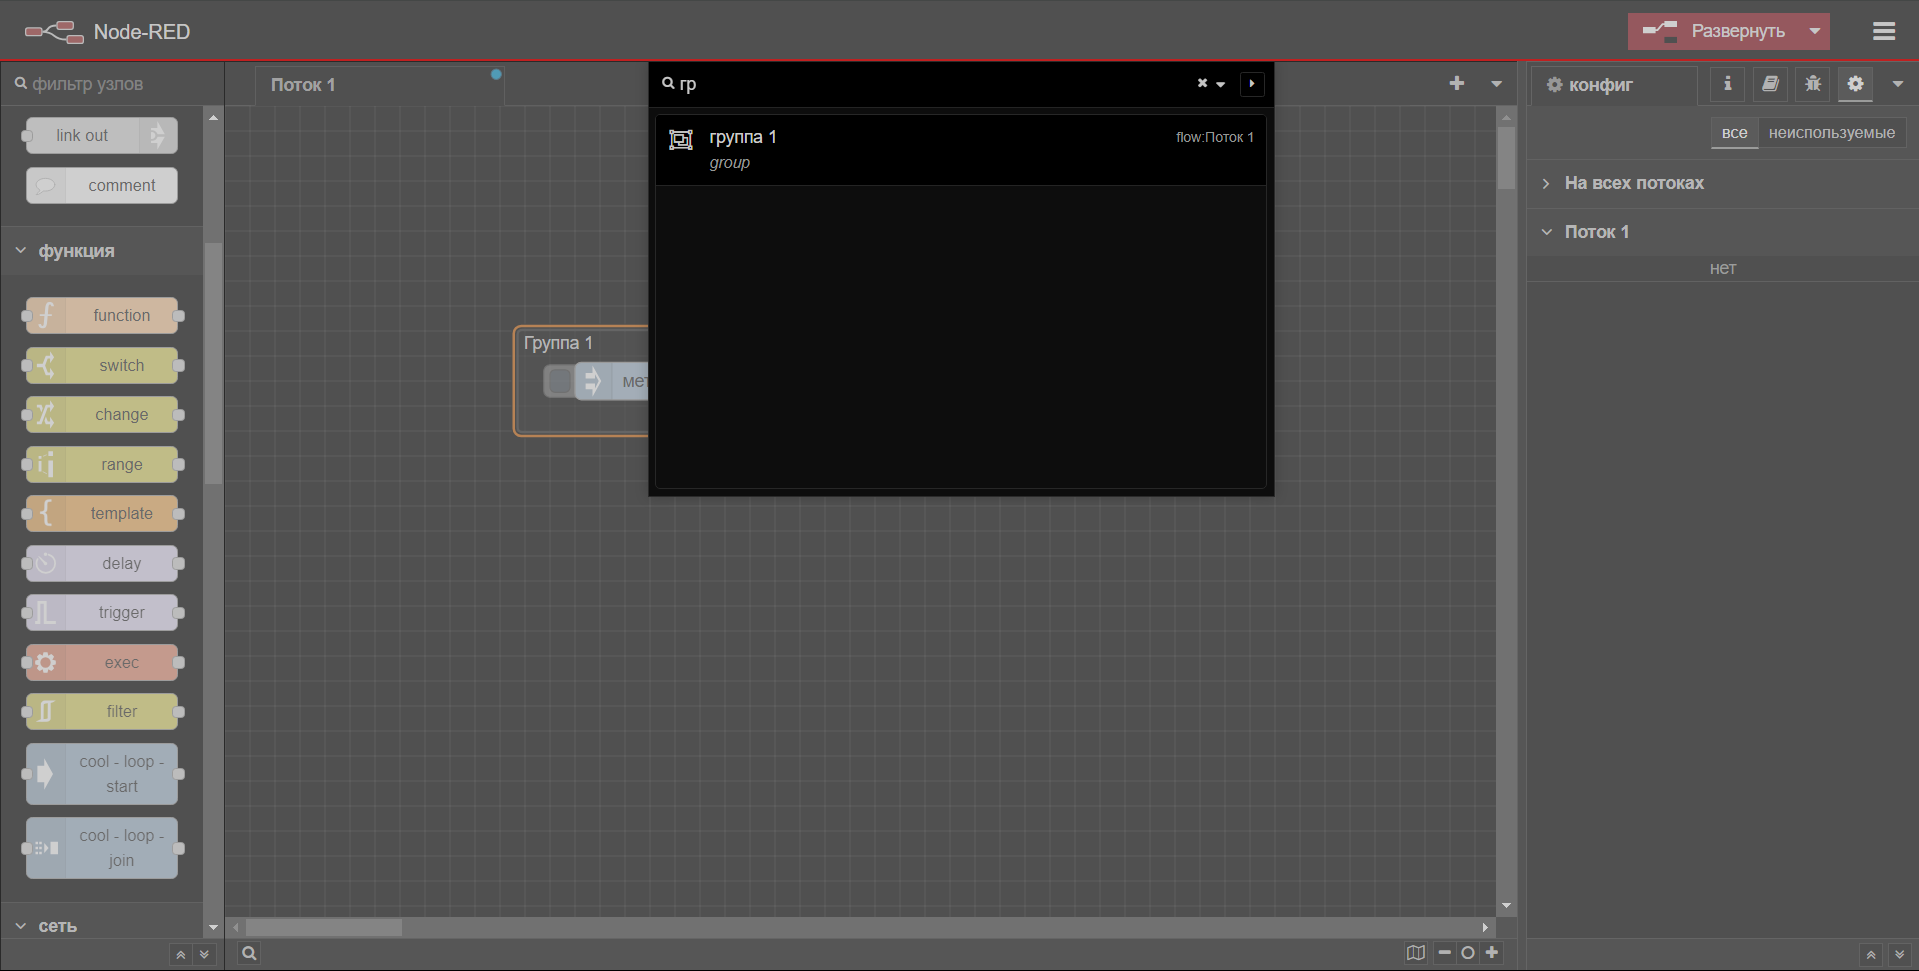 Node-RED
Развернуть
фильтр узлов
link out
comment
функция
function
switch
change
range
template
delay
trigger
exec
filter
cool - loop -
start
cool - loop -
join
сеть
Поток 1
Группа 1
гр
группа 1
flow:Поток 1
group
конфиг
все
неиспользуемые
На всех потоках
Поток 1
нет